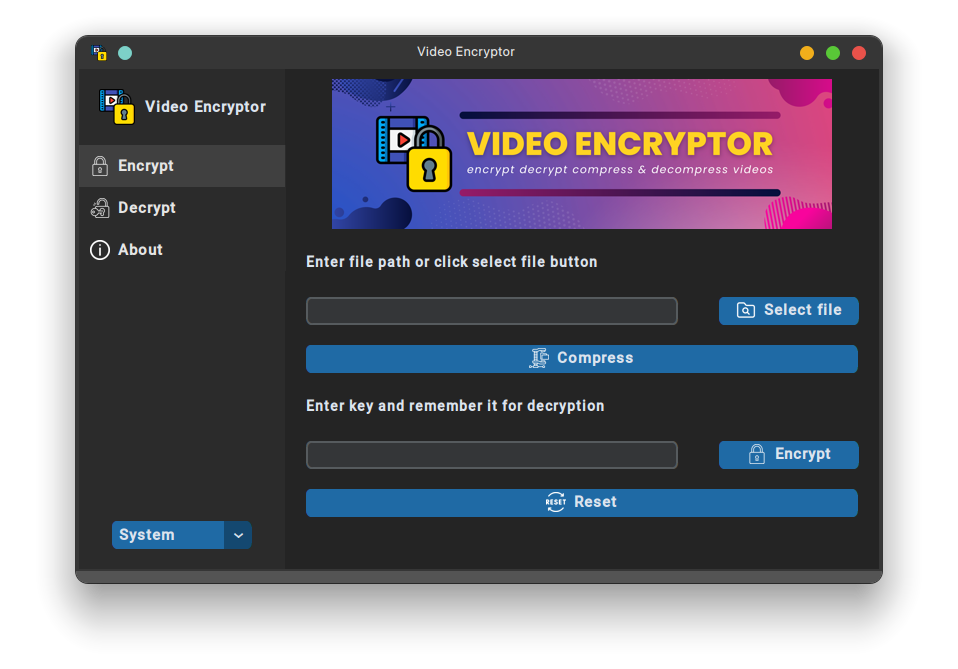 Video Encryptor
Video Encryptor
Encrypt
Decrypt
About
System
VIDEO ENCRYPTOR
encrypt decrypt compress & decompress videos
Enter file path or click select file button
Select file
Compress
Enter key and remember it for decryption
Encrypt
RESET Reset